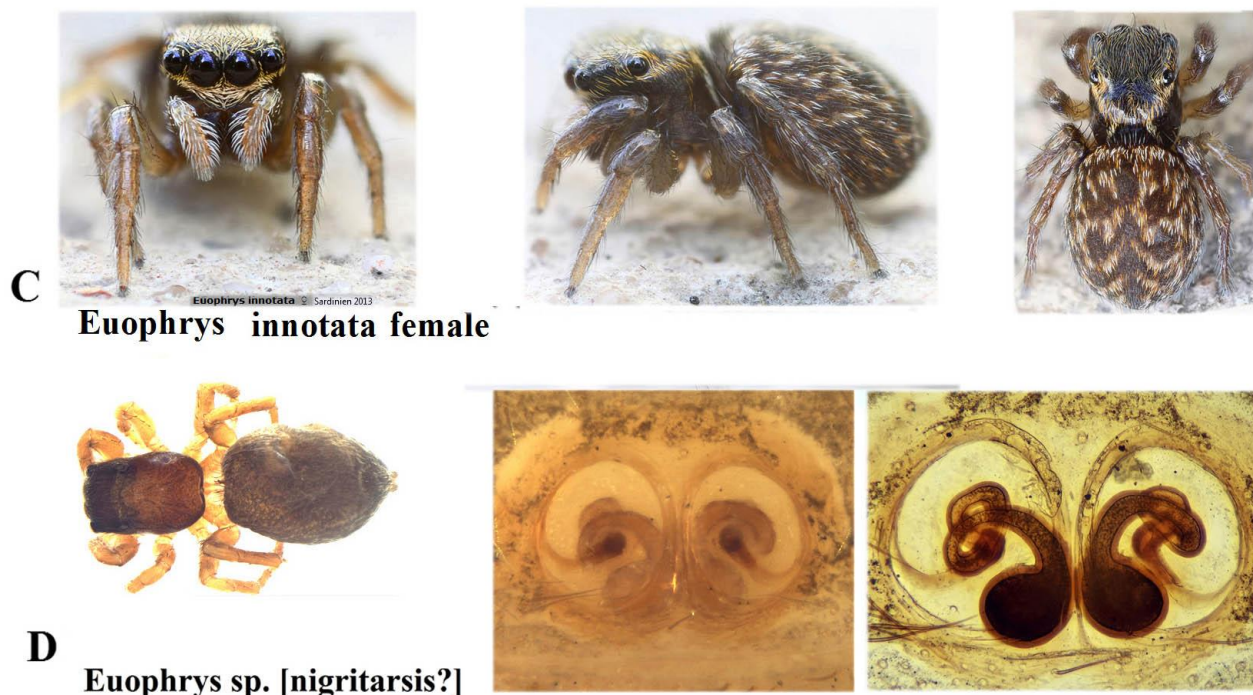 Euophrys innotata ♀ Sardinien 2013
C
Euophrys innotata female
D
Euophrys sp. [nigritarsis?]